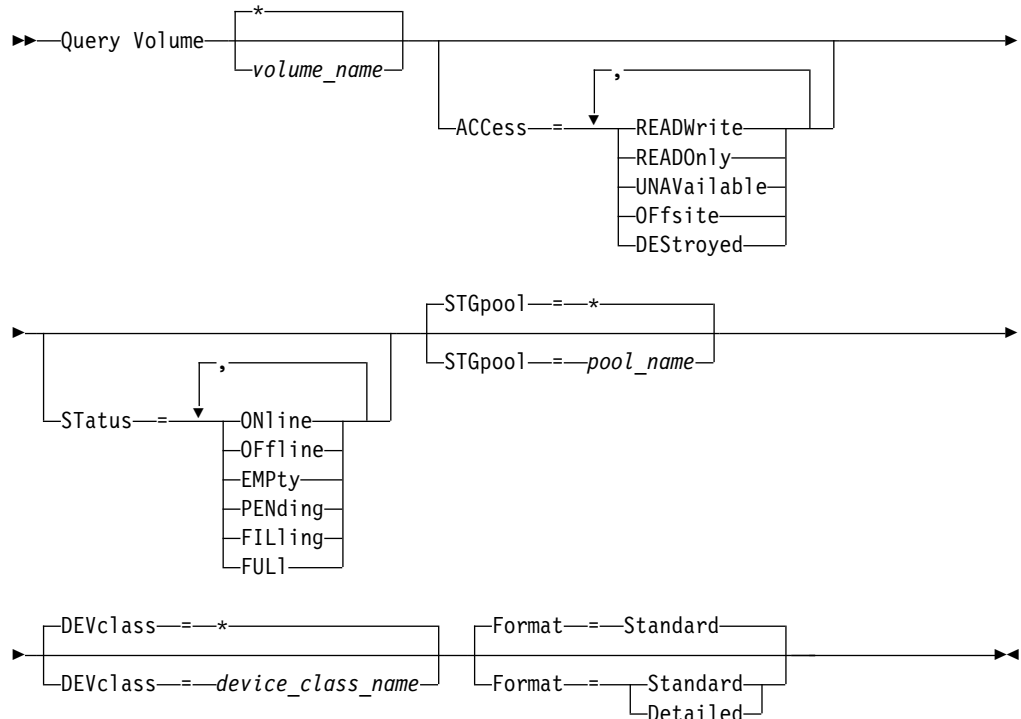 *
Query Volume
volume_name
,
ACCess = READWrite
READOnly
UNAVailable
OFfsite
DEStroyed
STGpool = *
STGpool = pool_name
,
STatus = ONline
OFfline
EMPty
PENding
FILling
FULl
DEVclass = *
DEVclass = device_class_name
Format = Standard
Format = Standard
Detailed